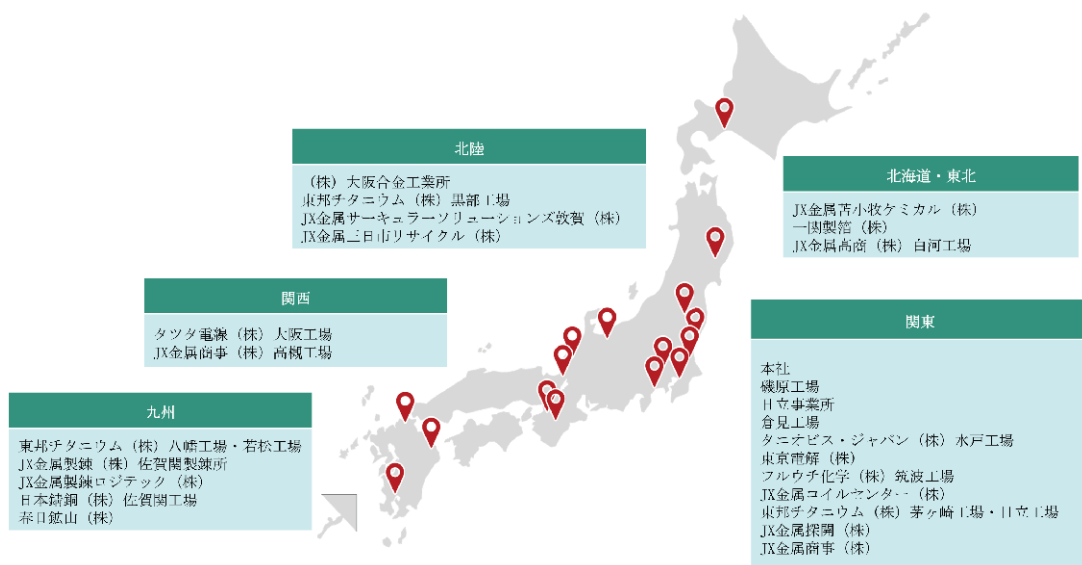 北陸
(株)大阪合金工業所
東邦チタニウム(株)黒部工場
JX金属サーキュラーソリューションズ敦賀(株)
JX金属三日市リサイクル(株)
北海道・東北
JX金属苫小牧ケミカル(株)
一関製箔(株)
JX金属商事(株)白河工場
関西
タツタ電線(株)大阪工場
JX金属商事(株)高槻工場
関東
本社
磯原工場
日立事業所
倉見工場
タニオビス・ジャパン(株)水戸工場
東京電解(株)
フルウチ化学(株)筑波工場
JX金属コイルセンター(株)
東邦チタニウム(株)茅ヶ崎工場・日立工場
JX金属探開(株)
JX金属商事(株)
九州
東邦チタニウム(株)八幡工場・若松工場
JX金属製錬(株)佐賀関製錬所
JX金属製錬ロジテック(株)
日本鋳銅(株)佐賀関工場
春日鉱山(株)